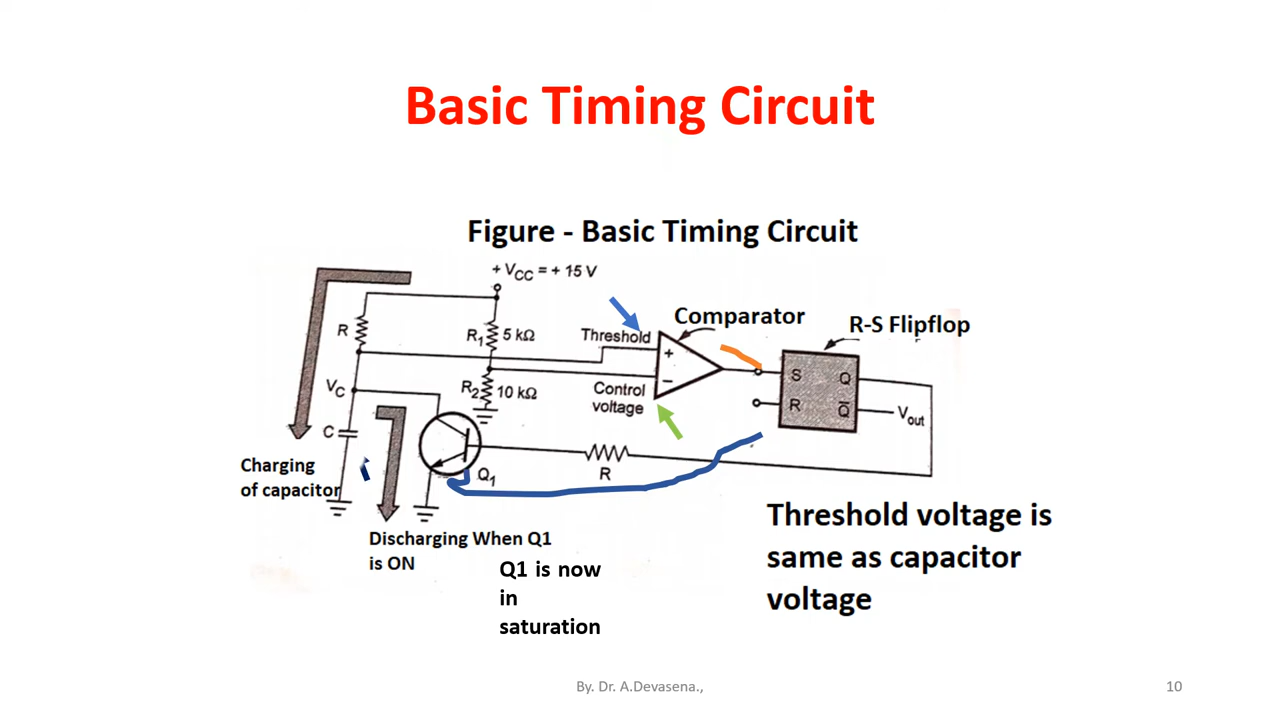 Basic Timing Circuit
Figure - Basic Timing Circuit
+ VCC = + 15 V
R
R1
5 kΩ
Threshold
Comparator
R-S Flipflop
+
−
S
Q
R
Q̅
Vout
VC
R2
10 kΩ
Control
voltage
C
Q1
R
Charging
of capacitor
Discharging When Q1
is ON
Q1 is now
in
saturation
Threshold voltage is
same as capacitor
voltage
By. Dr. A.Devasena.,
10